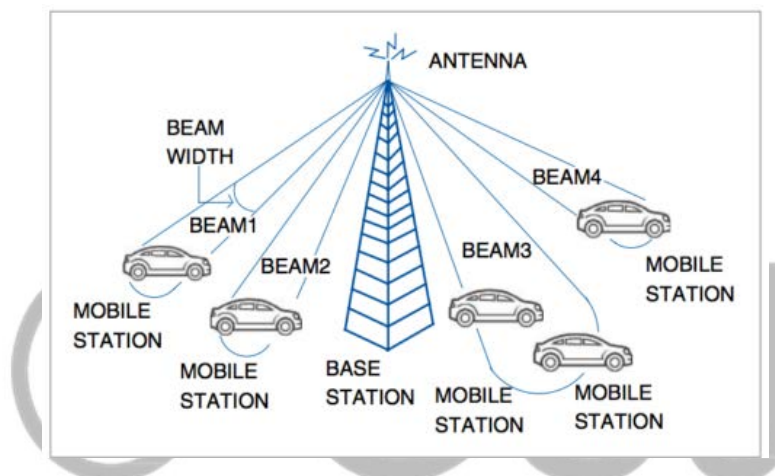 ANTENNA
BEAM
WIDTH
BEAM1
BEAM2
BEAM3
BEAM4
MOBILE
STATION
MOBILE
STATION
BASE
STATION
MOBILE
STATION
MOBILE
STATION
MOBILE
STATION